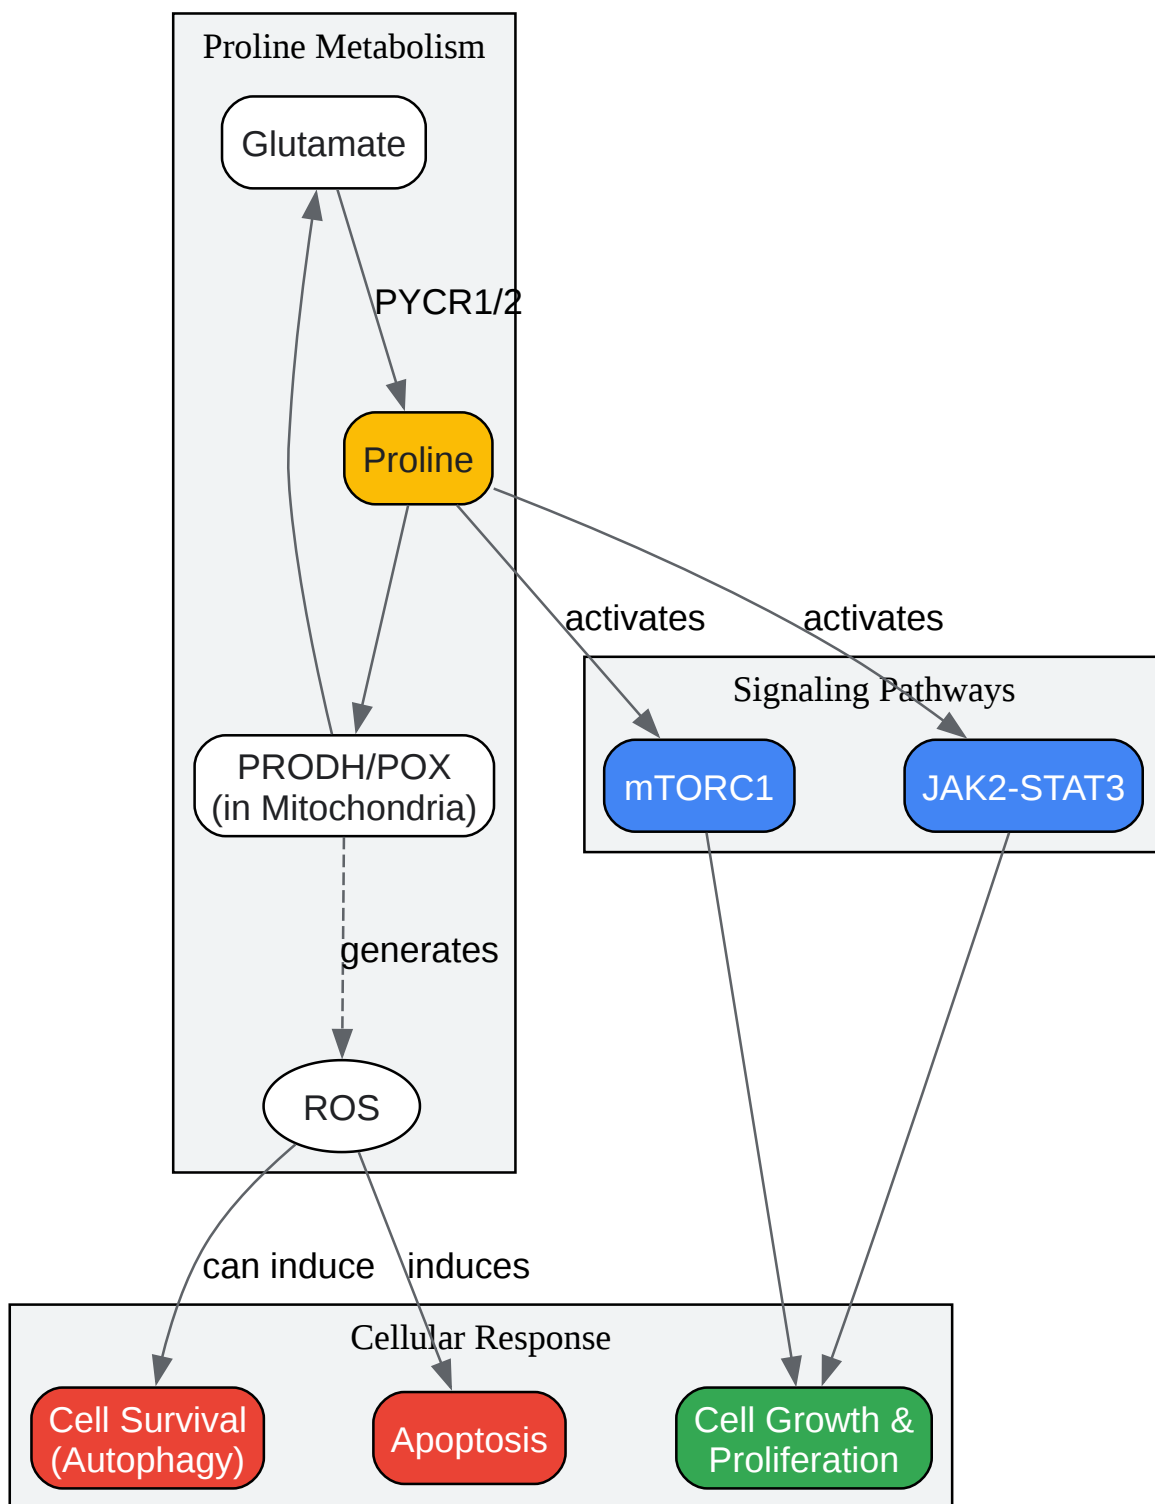 Proline Metabolism
Glutamate
PYCR1/2
Proline
activates
activates
Signaling Pathways
PRODH/POX
(in Mitochondria)
mTORC1
JAK2-STAT3
generates
ROS
can induce
induces
Cellular Response
Cell Survival
(Autophagy)
Apoptosis
Cell Growth &
Proliferation